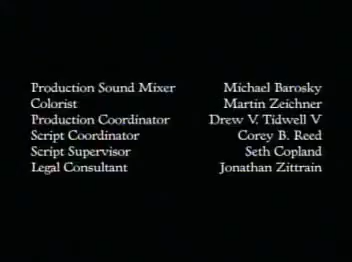 Production Sound Mixer Michael Barosky
Colorist Martin Zeichner
Production Coordinator Drew V. Tidwell V
Script Coordinator Corey B. Reed
Script Supervisor Seth Copland
Legal Consultant Jonathan Zittrain